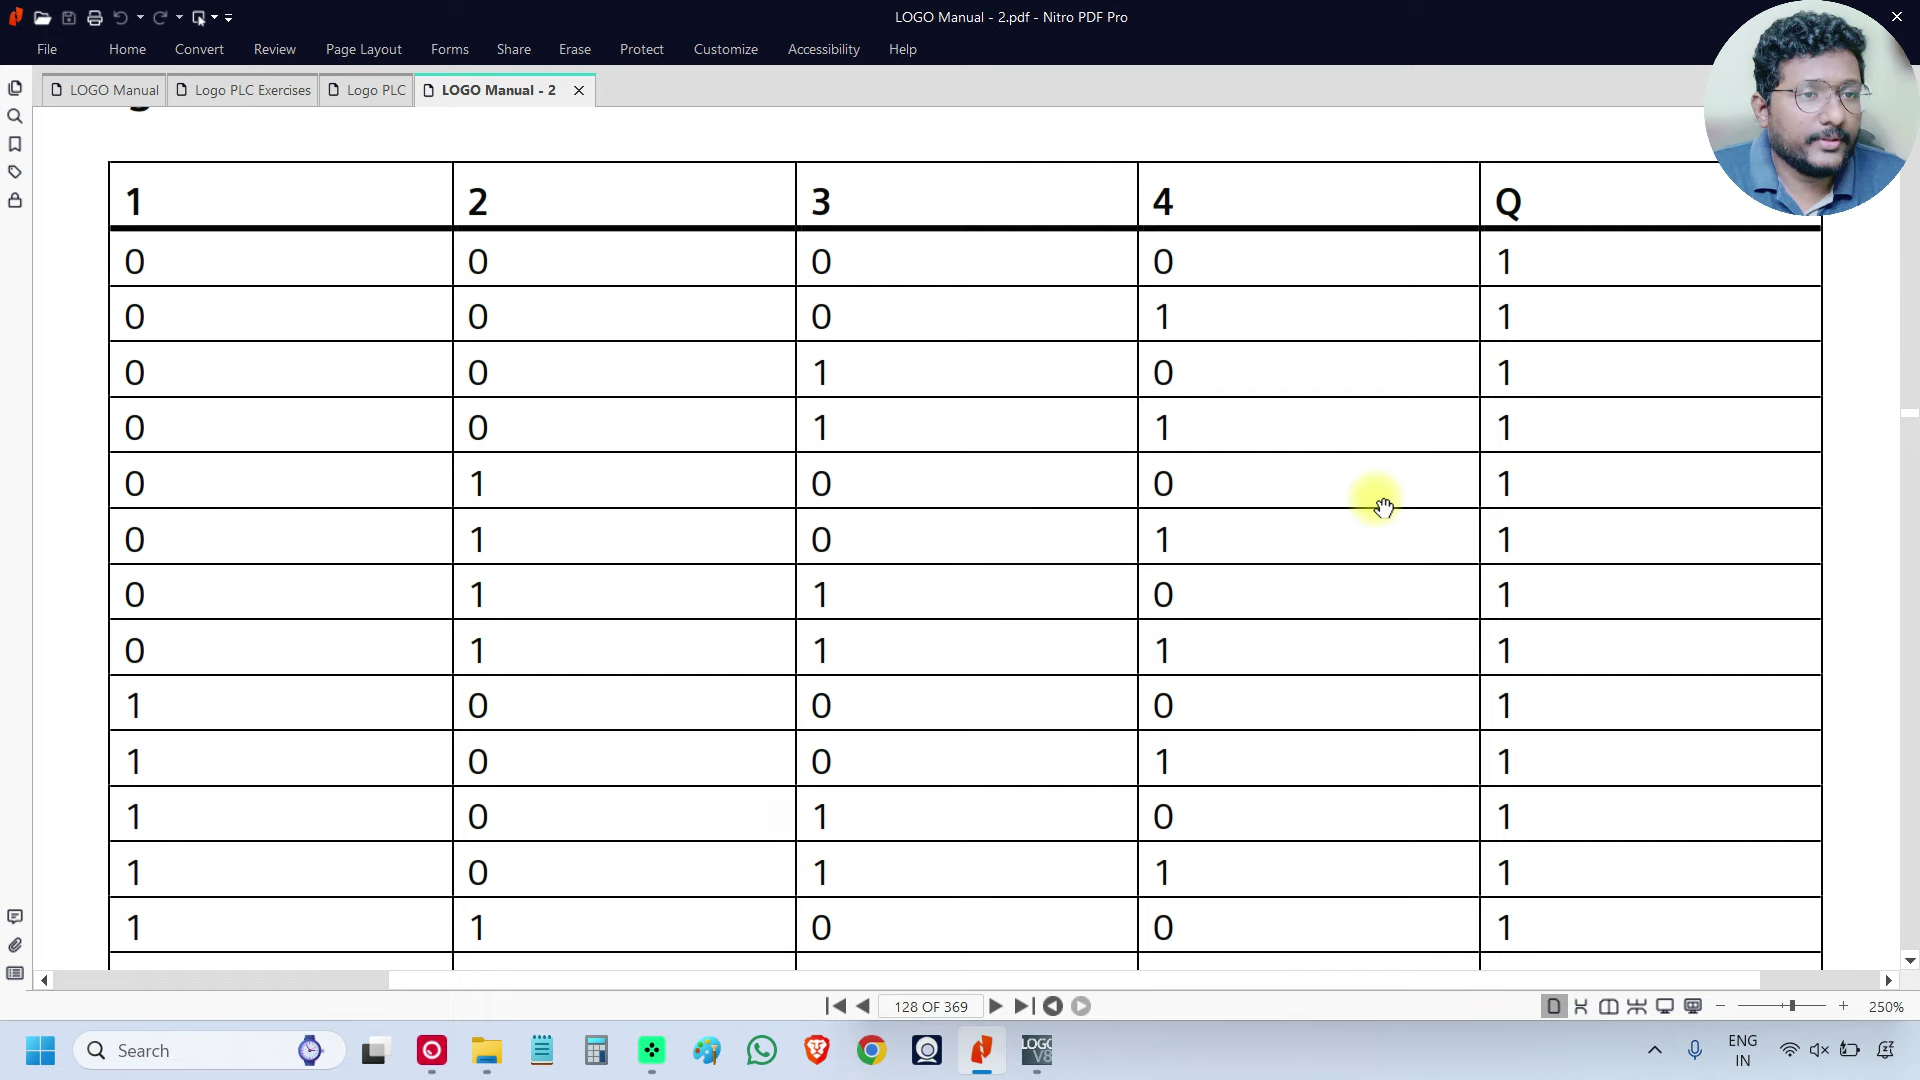 LOGO Manual - 2.pdf - Nitro PDF Pro
File Home Convert Review Page Layout Forms Share Erase Protect Customize Accessibility Help
LOGO Manual Logo PLC Exercises Logo PLC LOGO Manual - 2
1 2 3 4 Q
0 0 0 0 1
0 0 0 1 1
0 0 1 0 1
0 0 1 1 1
0 1 0 0 1
0 1 0 1 1
0 1 1 0 1
0 1 1 1 1
1 0 0 0 1
1 0 0 1 1
1 0 1 0 1
1 0 1 1 1
1 1 0 0 1
128 OF 369 250%
Search LOGO V8 ENG
IN